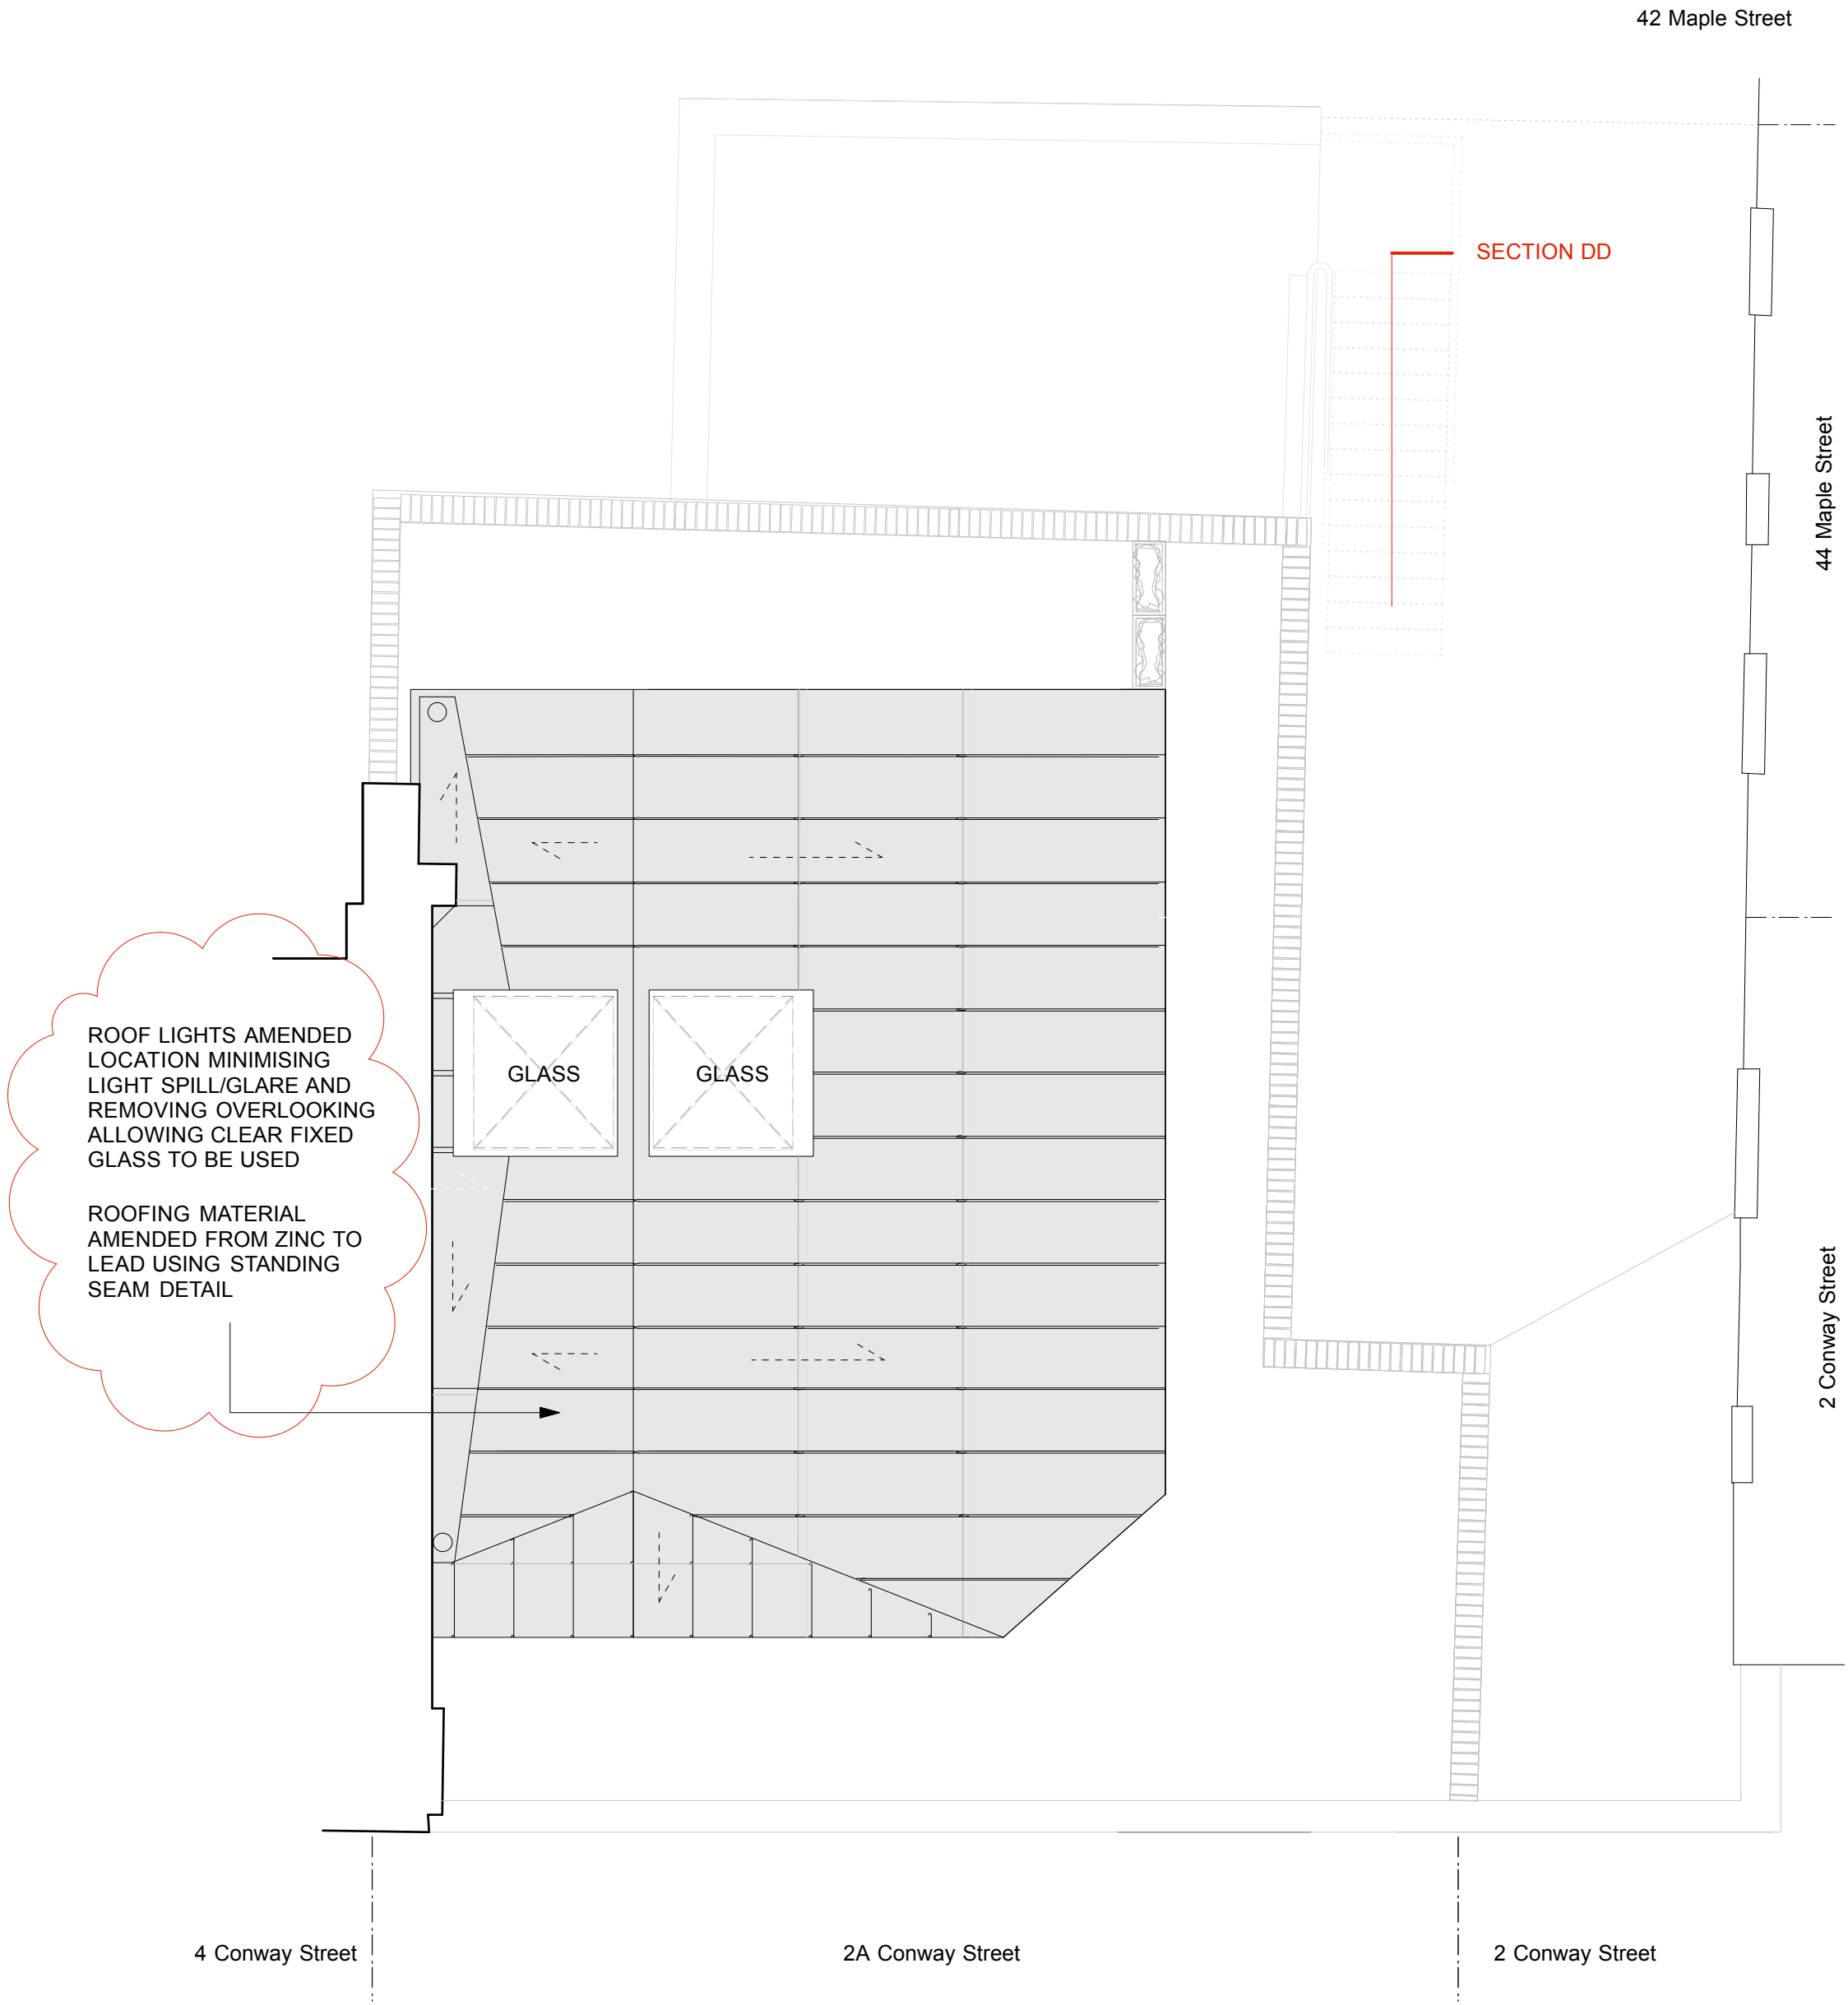 42 Maple Street
SECTION DD
44 Maple Street
ROOF LIGHTS AMENDED
LOCATION MINIMISING
LIGHT SPILL/GLARE AND
REMOVING OVERLOOKING
ALLOWING CLEAR FIXED
GLASS TO BE USED
ROOFING MATERIAL
AMENDED FROM ZINC TO
LEAD USING STANDING
SEAM DETAIL
GLASS
GLASS
2 Conway Street
4 Conway Street
2A Conway Street
2 Conway Street